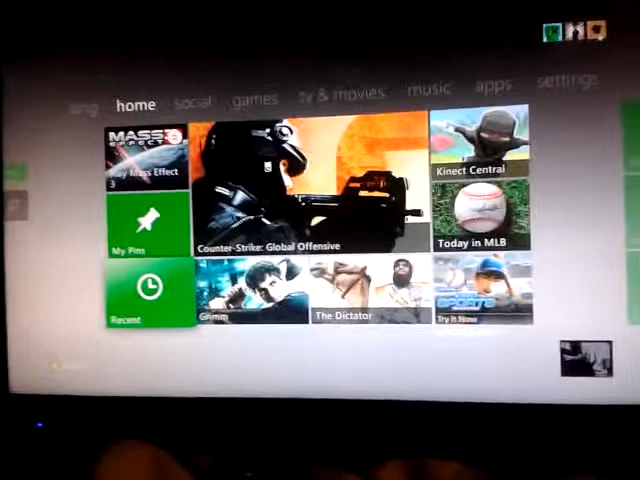 home
social
games
tv & movies
music
apps
settings
MASS
EFFECT 3
Play Mass Effect
3
My Pins
Recent
Counter-Strike: Global Offensive
Kinect Central
Today in MLB
Grimm
The Dictator
SPORTS
Try It Now